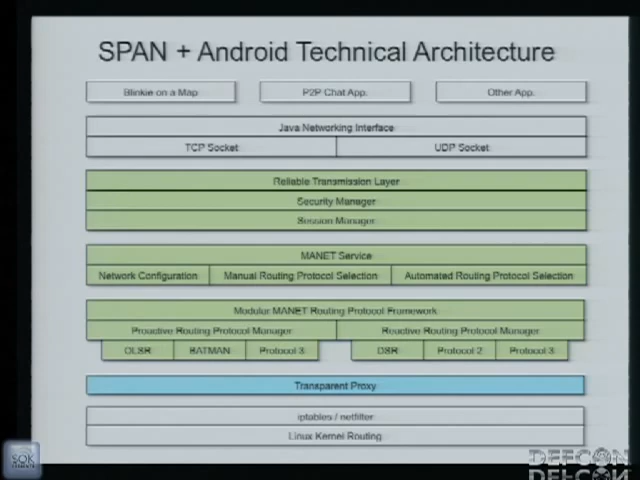 SPAN + Android Technical Architecture
Blinkie on a Map P2P Chat App. Other App.
Java Networking Interface
TCP Socket UDP Socket
Reliable Transmission Layer
Security Manager
Session Manager
MANET Service
Network Configuration Manual Routing Protocol Selection Automated Routing Protocol Selection
Modular MANET Routing Protocol Framework
Proactive Routing Protocol Manager Reactive Routing Protocol Manager
OLSR BATMAN Protocol 3 DSR Protocol 2 Protocol 3
Transparent Proxy
iptables / netfilter
Linux Kernel Routing
SOK
DEFCON
DEFCON